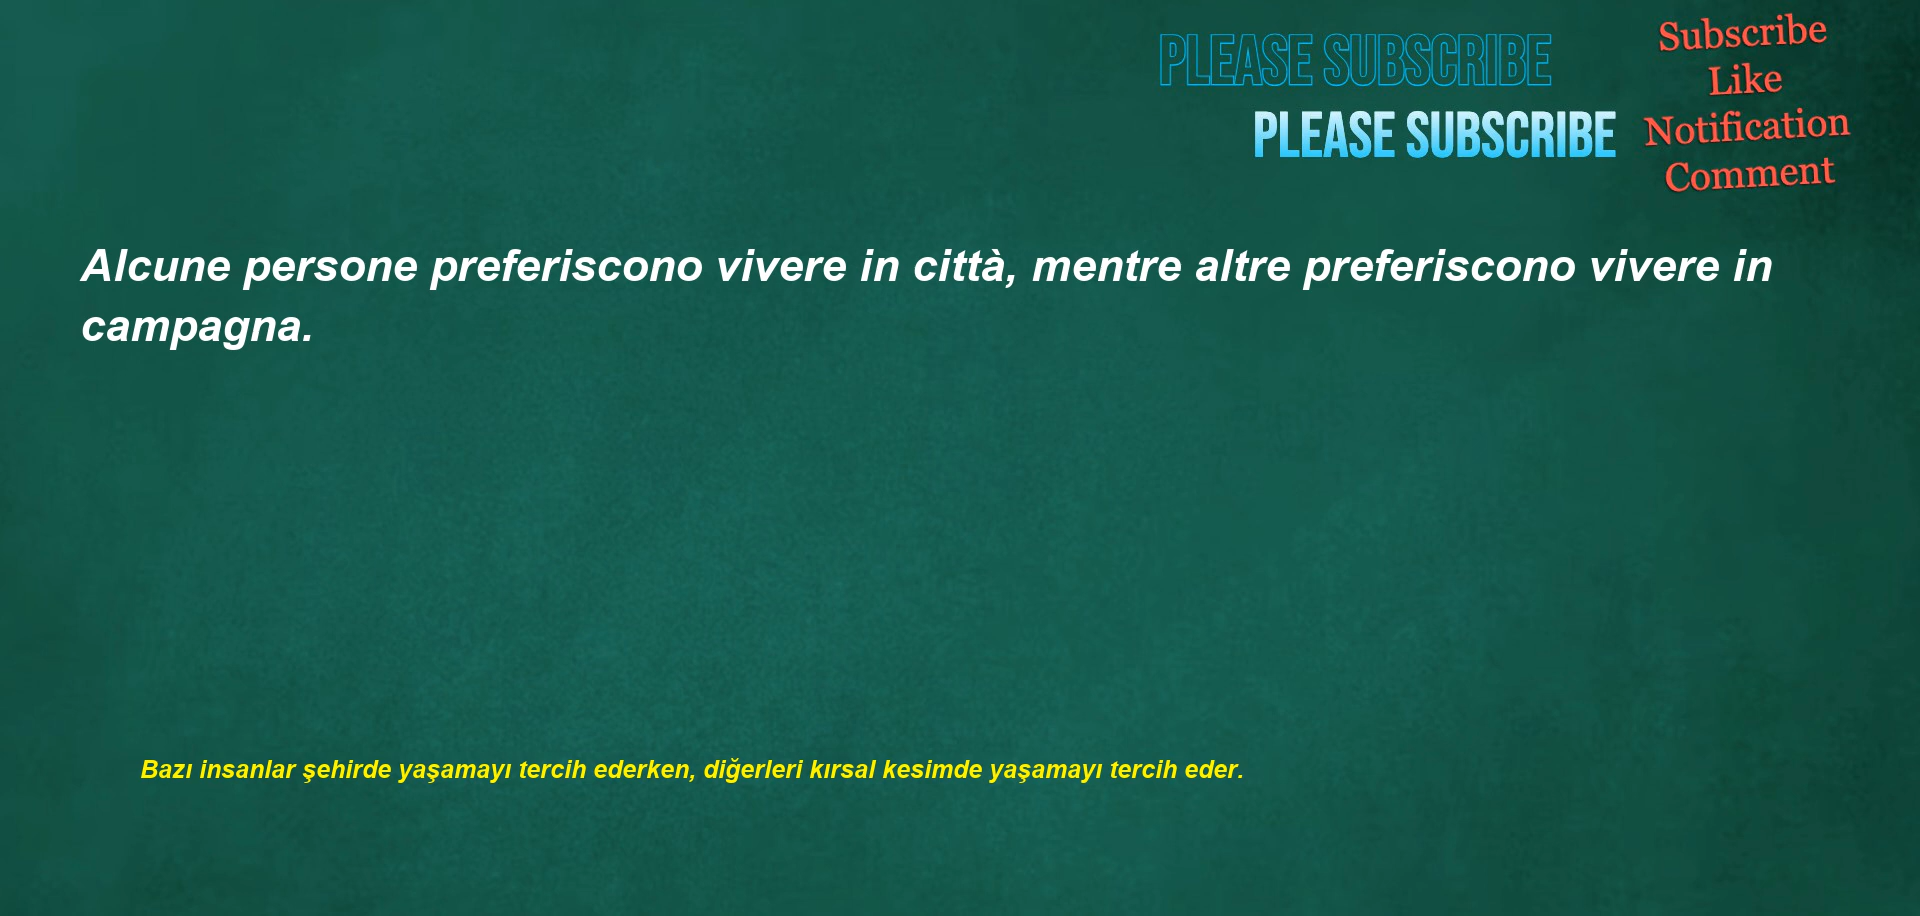 PLEASE SUBSCRIBE
PLEASE SUBSCRIBE
Subscribe
Like
Notification
Comment
Alcune persone preferiscono vivere in città, mentre altre preferiscono vivere in
campagna.
Bazı insanlar şehirde yaşamayı tercih ederken, diğerleri kırsal kesimde yaşamayı tercih eder.